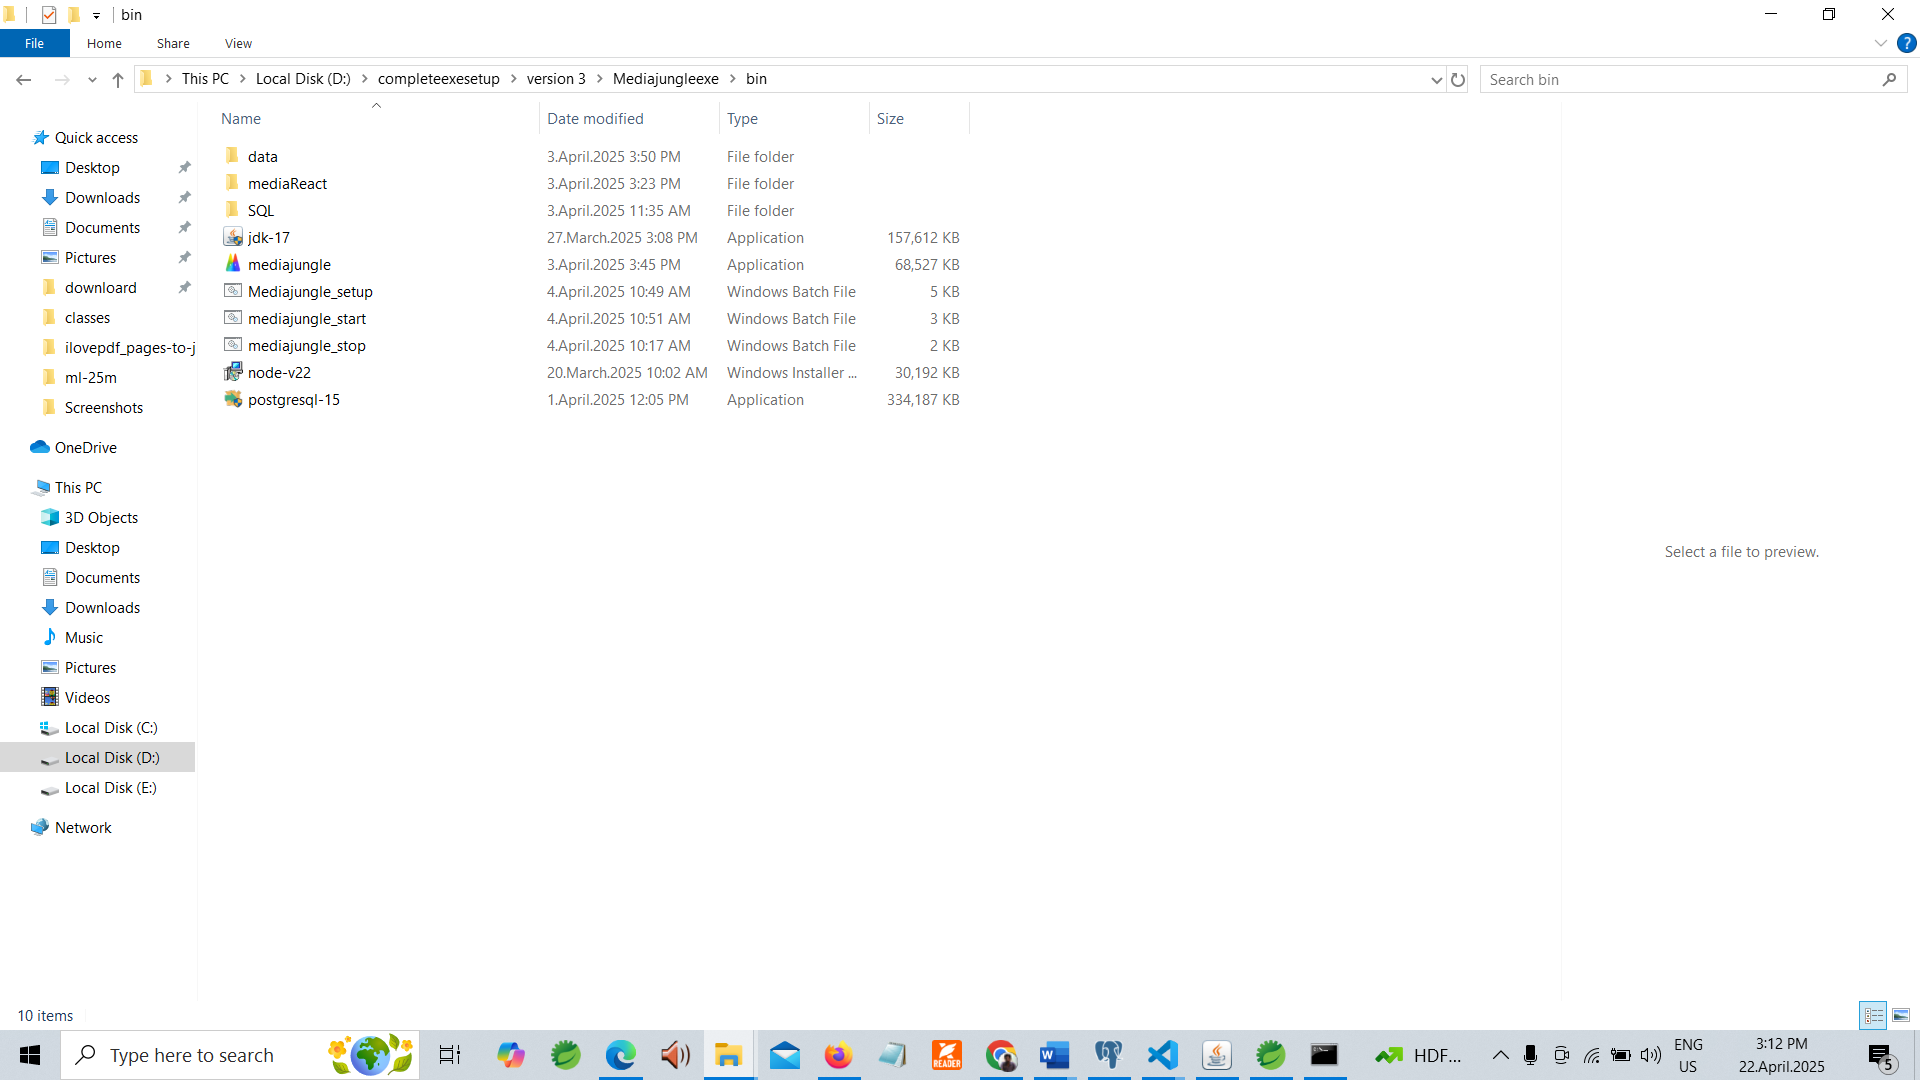 bin
File Home Share View
This PC Local Disk (D:) completeexesetup version 3 Mediajungleexe bin
Search bin
Name Date modified Type Size
data 3.April.2025 3:50 PM File folder
mediaReact 3.April.2025 3:23 PM File folder
SQL 3.April.2025 11:35 AM File folder
jdk-17 27.March.2025 3:08 PM Application 157,612 KB
mediajungle 3.April.2025 3:45 PM Application 68,527 KB
Mediajungle_setup 4.April.2025 10:49 AM Windows Batch File 5 KB
mediajungle_start 4.April.2025 10:51 AM Windows Batch File 3 KB
mediajungle_stop 4.April.2025 10:17 AM Windows Batch File 2 KB
node-v22 20.March.2025 10:02 AM Windows Installer ... 30,192 KB
postgresql-15 1.April.2025 12:05 PM Application 334,187 KB
Quick access
Desktop
Downloads
Documents
Pictures
downloard
classes
ilovepdf_pages-to-j
ml-25m
Screenshots
OneDrive
This PC
3D Objects
Desktop
Documents
Downloads
Music
Pictures
Videos
Local Disk (C:)
Local Disk (D:)
Local Disk (E:)
Network
Select a file to preview.
10 items
Type here to search
READER
HDF...
ENG
US
3:12 PM
22.April.2025
5